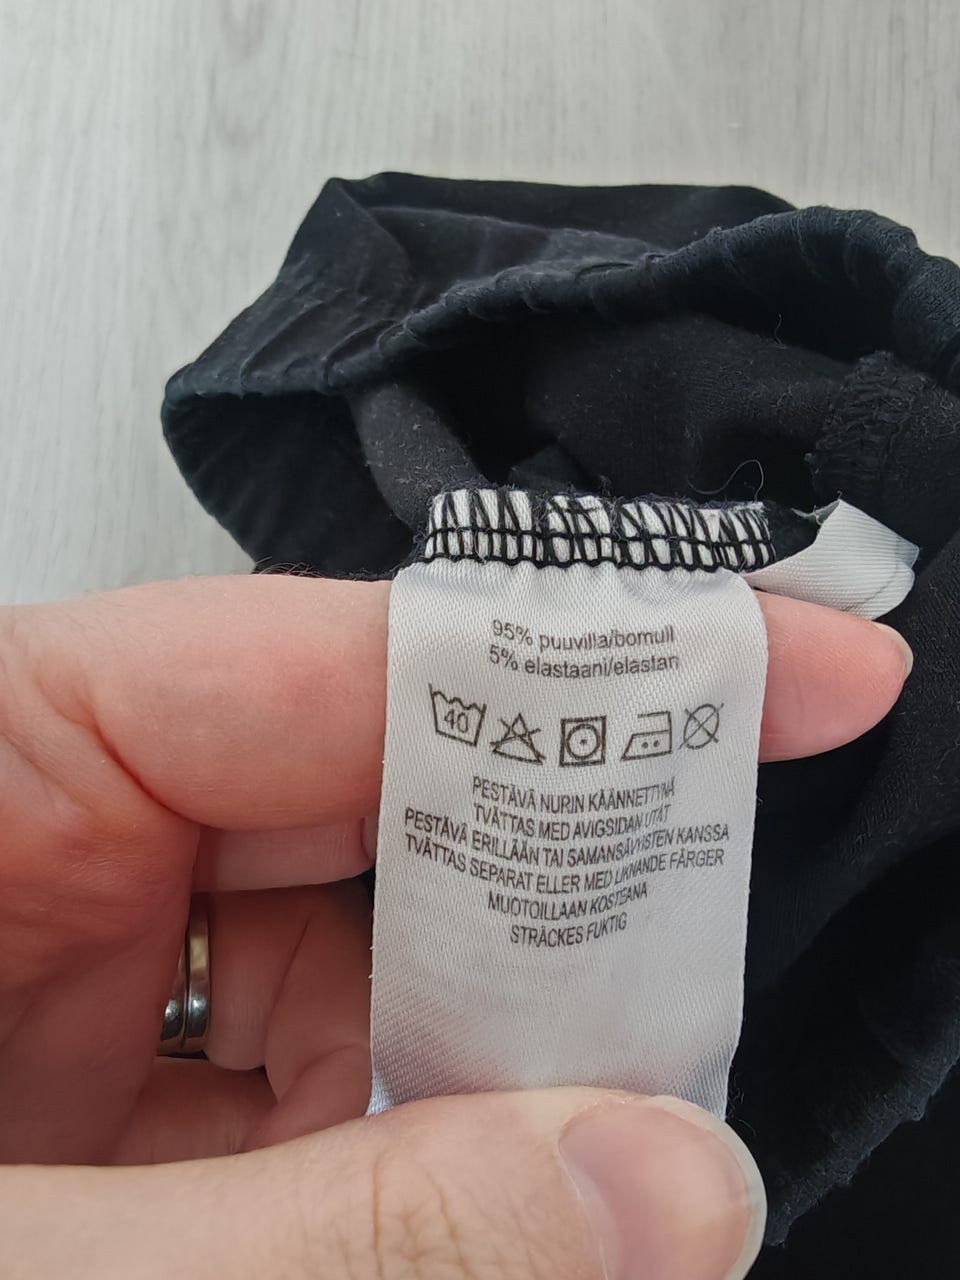 95% puuvilla/bomull
5% elastaani/elastan
40
PESTÄVÄ NURIN KÄÄNNETTYNÄ
TVÄTTAS MED AVIGSIDAN UTÅT
PESTÄVÄ ERILLÄÄN TAI SAMANSÄVYISTEN KANSSA
TVÄTTAS SEPARAT ELLER MED LIKNANDE FÄRGER
MUOTOILLAAN KOSTEANA
STRÄCKES FUKTIG